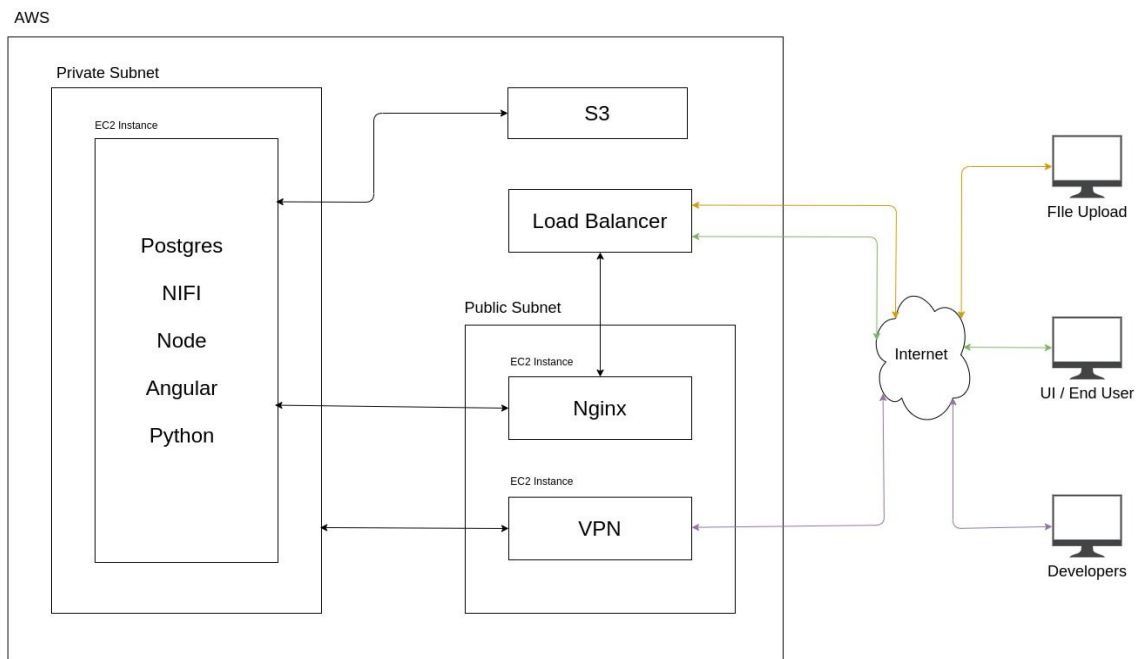 AWS
Private Subnet
EC2 Instance
Postgres
NIFI
Node
Angular
Python
S3
Load Balancer
Public Subnet
EC2 Instance
Nginx
EC2 Instance
VPN
Internet
FIle Upload
UI / End User
Developers